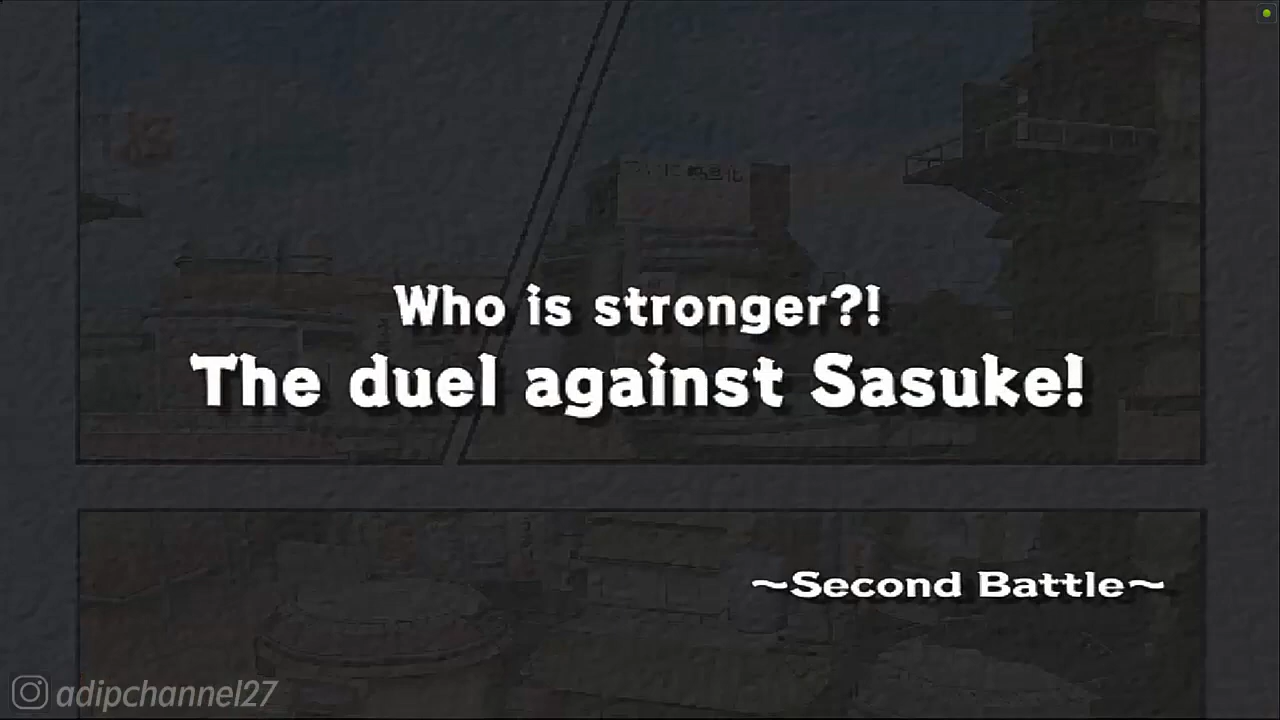 Who is stronger?!
The duel against Sasuke!
~Second Battle~
adipchannel27